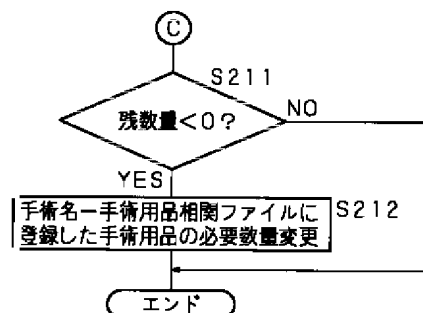 C
S211
残数量<0?
NO
YES
手術名ー手術用品相関ファイルに
登録した手術用品の必要数量変更
S212
エンド